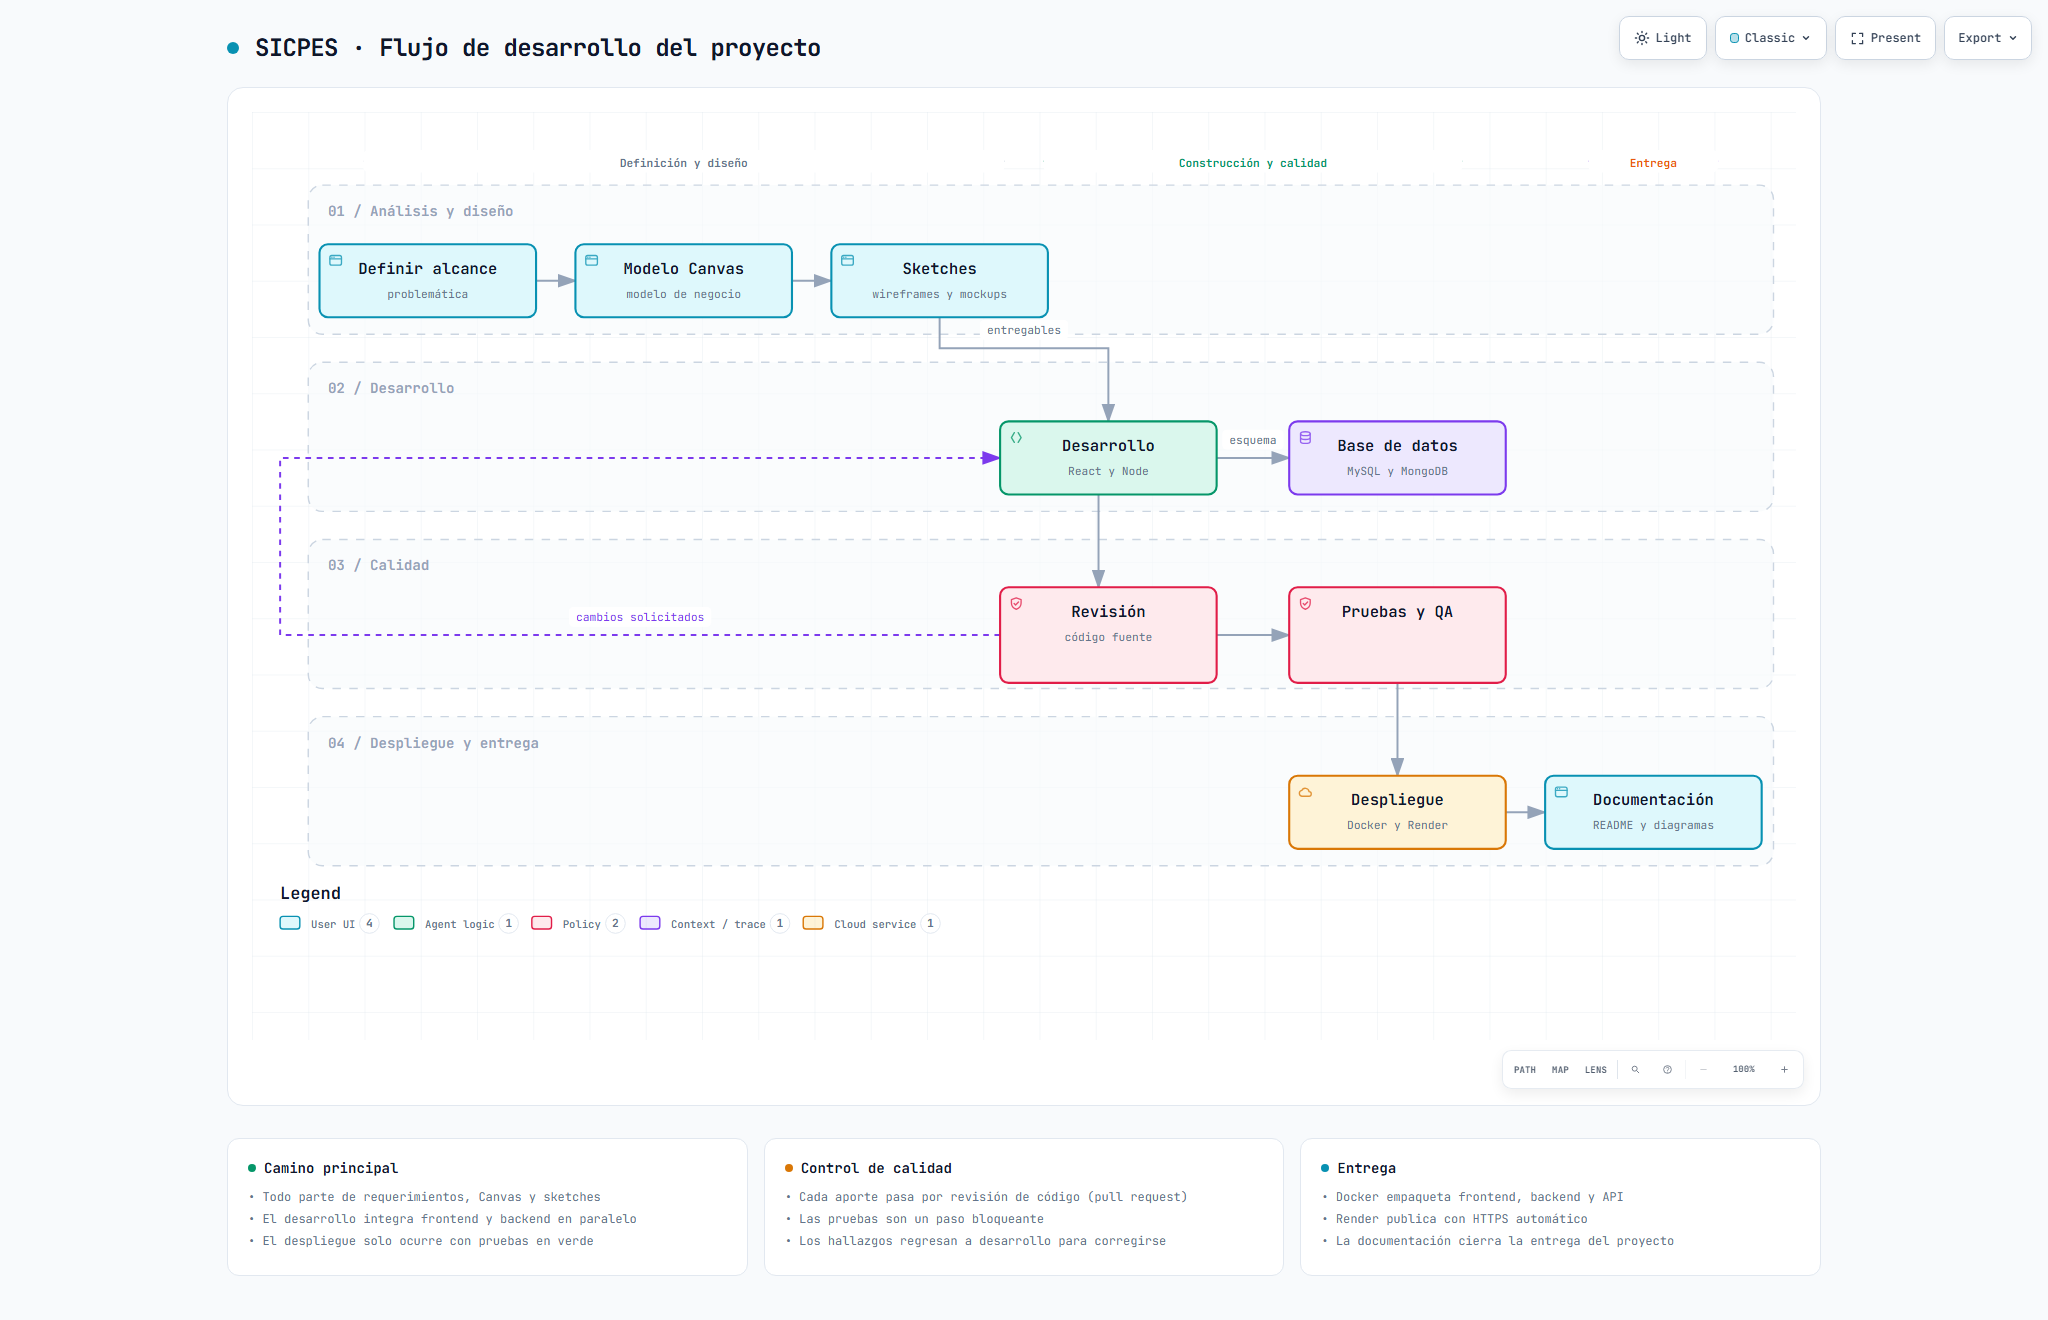 SICPES · Flujo de desarrollo del proyecto
Light
Classic
Present
Export
Definición y diseño
Construcción y calidad
Entrega
01 / Análisis y diseño
Definir alcance
problemática
Modelo Canvas
modelo de negocio
Sketches
wireframes y mockups
entregables
02 / Desarrollo
Desarrollo
React y Node
esquema
Base de datos
MySQL y MongoDB
03 / Calidad
cambios solicitados
Revisión
código fuente
Pruebas y QA
04 / Despliegue y entrega
Despliegue
Docker y Render
Documentación
README y diagramas
Legend
User UI 4
Agent logic 1
Policy 2
Context / trace 1
Cloud service 1
PATH
MAP
LENS
− 100% +
Camino principal
• Todo parte de requerimientos, Canvas y sketches
• El desarrollo integra frontend y backend en paralelo
• El despliegue solo ocurre con pruebas en verde
Control de calidad
• Cada aporte pasa por revisión de código (pull request)
• Las pruebas son un paso bloqueante
• Los hallazgos regresan a desarrollo para corregirse
Entrega
• Docker empaqueta frontend, backend y API
• Render publica con HTTPS automático
• La documentación cierra la entrega del proyecto